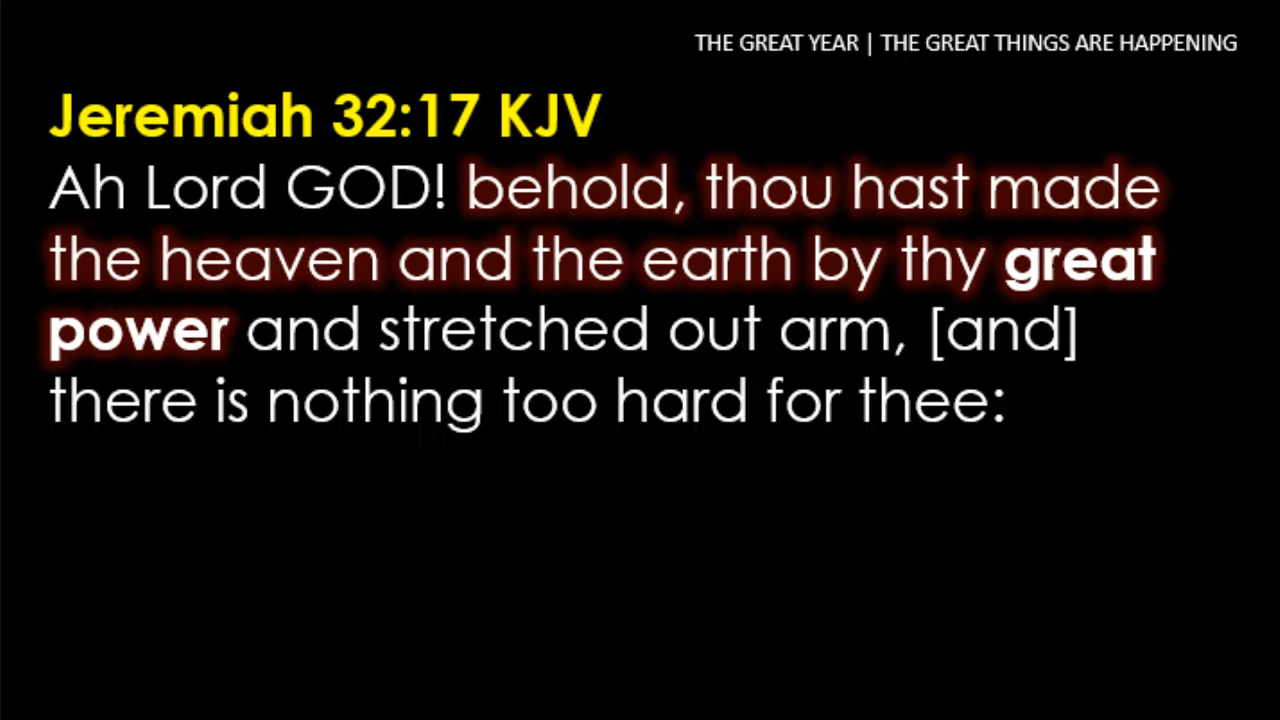 THE GREAT YEAR | THE GREAT THINGS ARE HAPPENING
Jeremiah 32:17 KJV
Ah Lord GOD! behold, thou hast made
the heaven and the earth by thy great
power and stretched out arm, [and]
there is nothing too hard for thee: